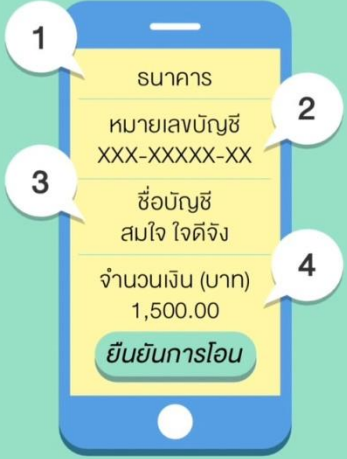 1
ธนาคาร
2
หมายเลขบัญชี
XXX-XXXXX-XX
3
ชื่อบัญชี
สมใจ ใจดีจัง
4
จำนวนเงิน (บาท)
1,500.00
ยืนยันการโอน